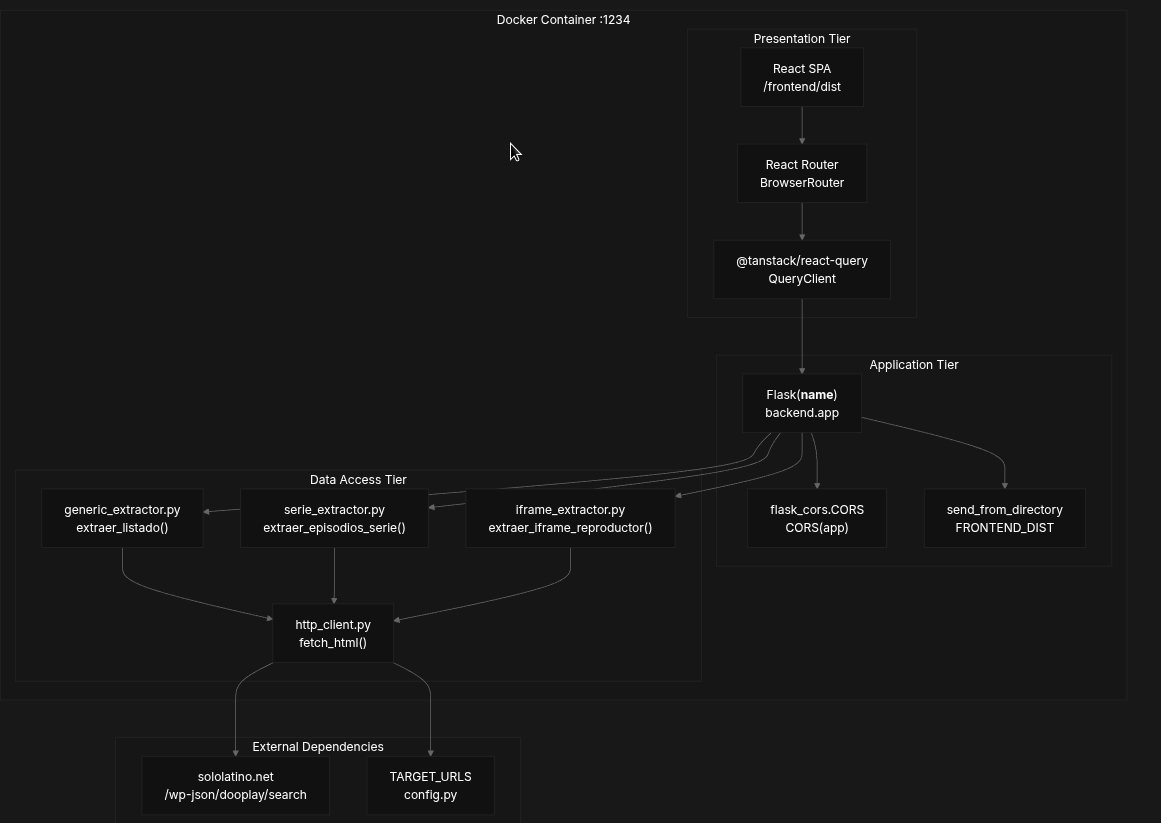 Docker Container :1234
Presentation Tier
React SPA
/frontend/dist
React Router
BrowserRouter
@tanstack/react-query
QueryClient
Application Tier
Flask(name)
backend.app
flask_cors.CORS
CORS(app)
send_from_directory
FRONTEND_DIST
Data Access Tier
generic_extractor.py
extraer_listado()
serie_extractor.py
extraer_episodios_serie()
iframe_extractor.py
extraer_iframe_reproductor()
http_client.py
fetch_html()
External Dependencies
sololatino.net
/wp-json/dooplay/search
TARGET_URLS
config.py